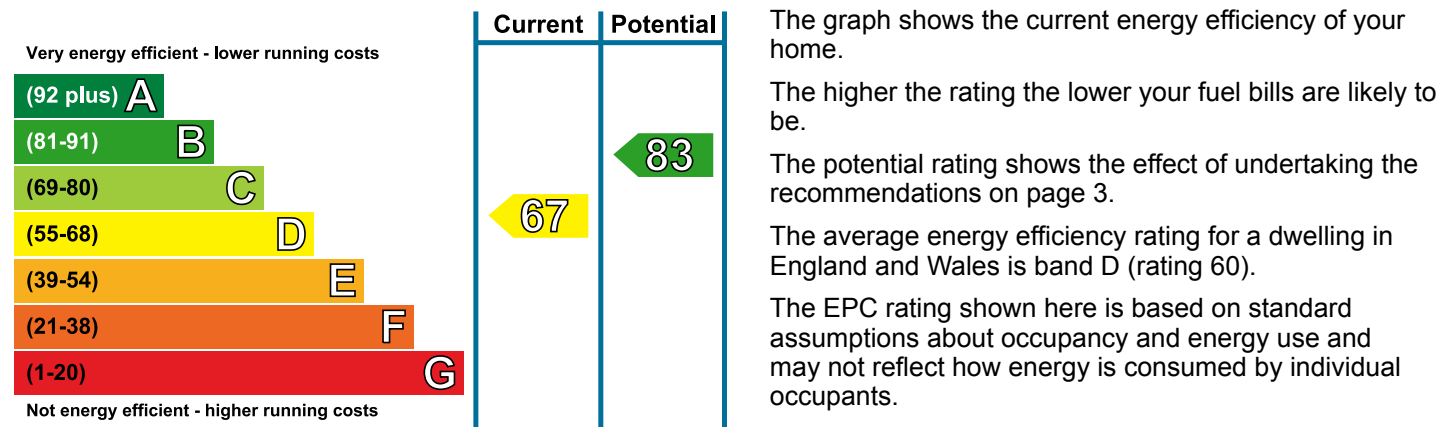 Current Potential
Very energy efficient - lower running costs
(92 plus) A
(81-91) B
(69-80) C
(55-68) D
(39-54) E
(21-38) F
(1-20) G
Not energy efficient - higher running costs
67
83
The graph shows the current energy efficiency of your
home.
The higher the rating the lower your fuel bills are likely to
be.
The potential rating shows the effect of undertaking the
recommendations on page 3.
The average energy efficiency rating for a dwelling in
England and Wales is band D (rating 60).
The EPC rating shown here is based on standard
assumptions about occupancy and energy use and
may not reflect how energy is consumed by individual
occupants.